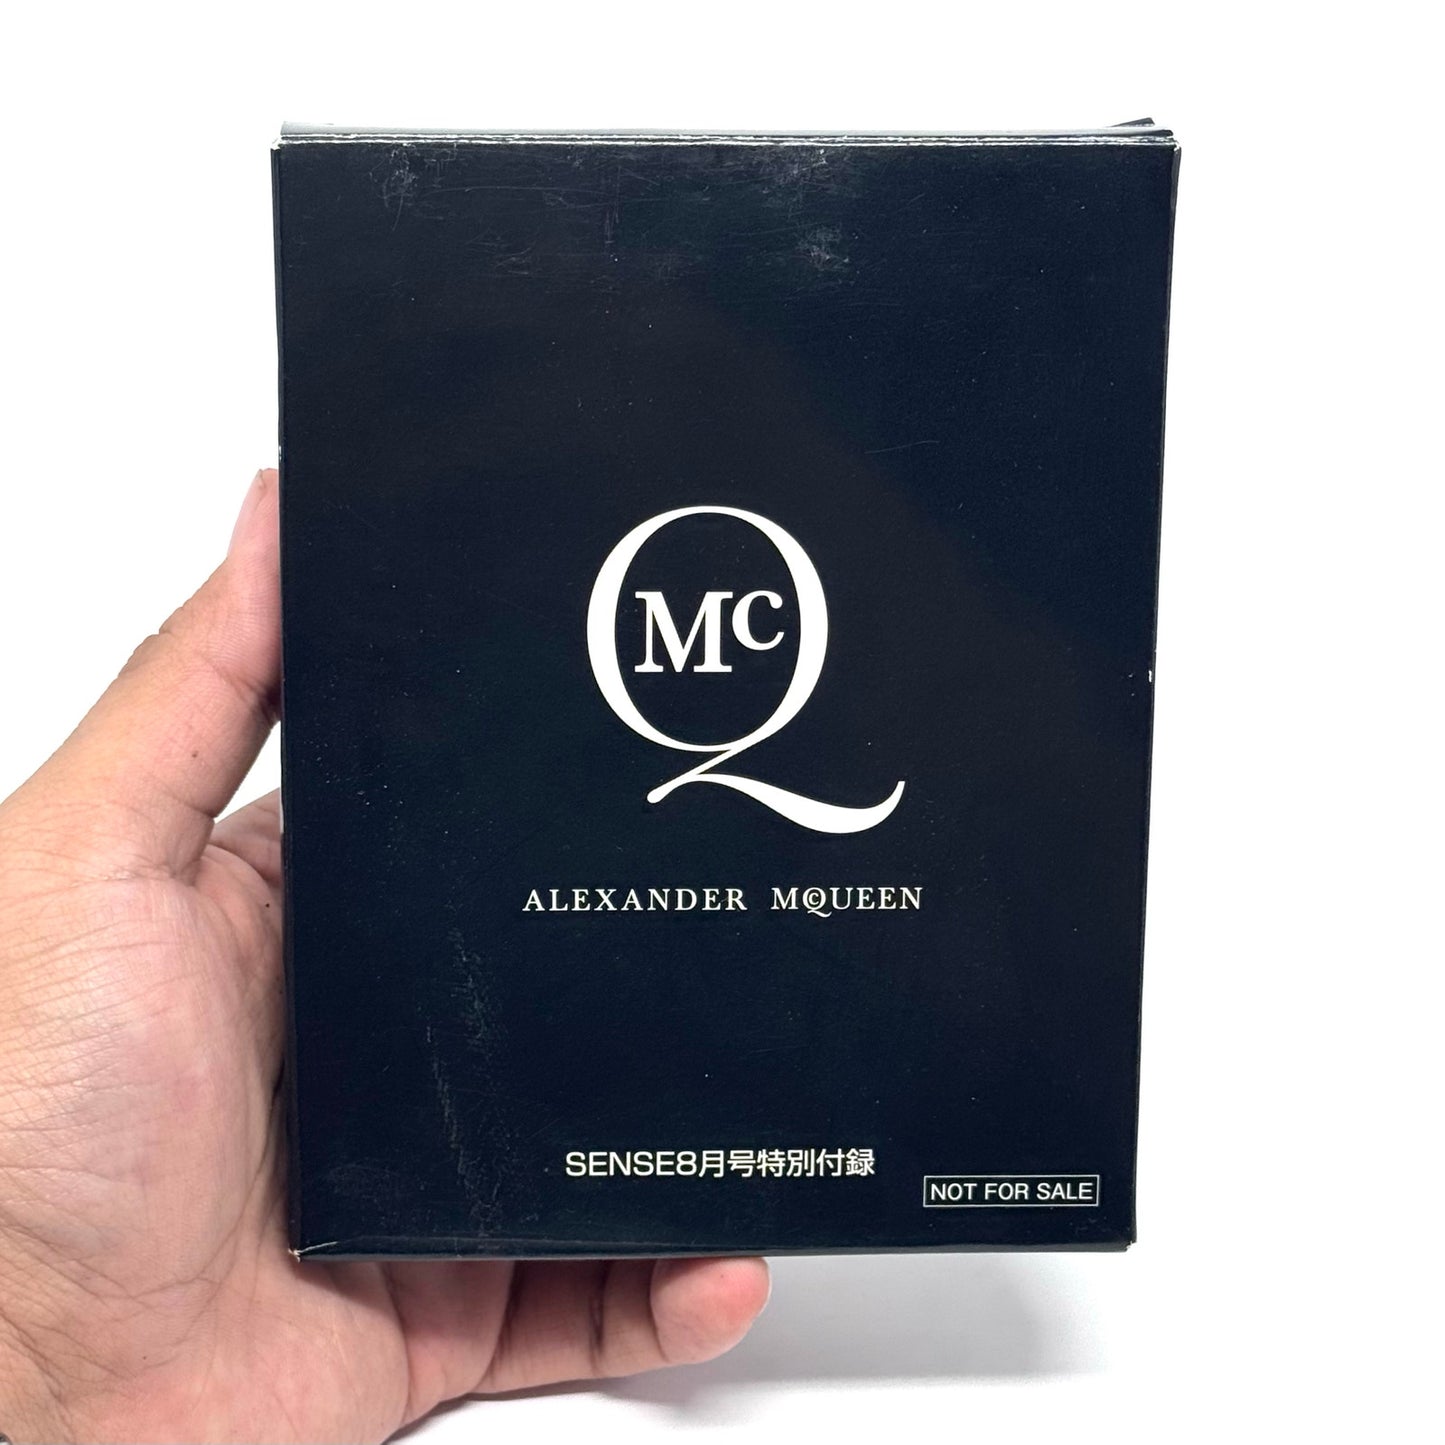 McQ
ALEXANDER McQUEEN
SENSE8月号特別付録
NOT FOR SALE